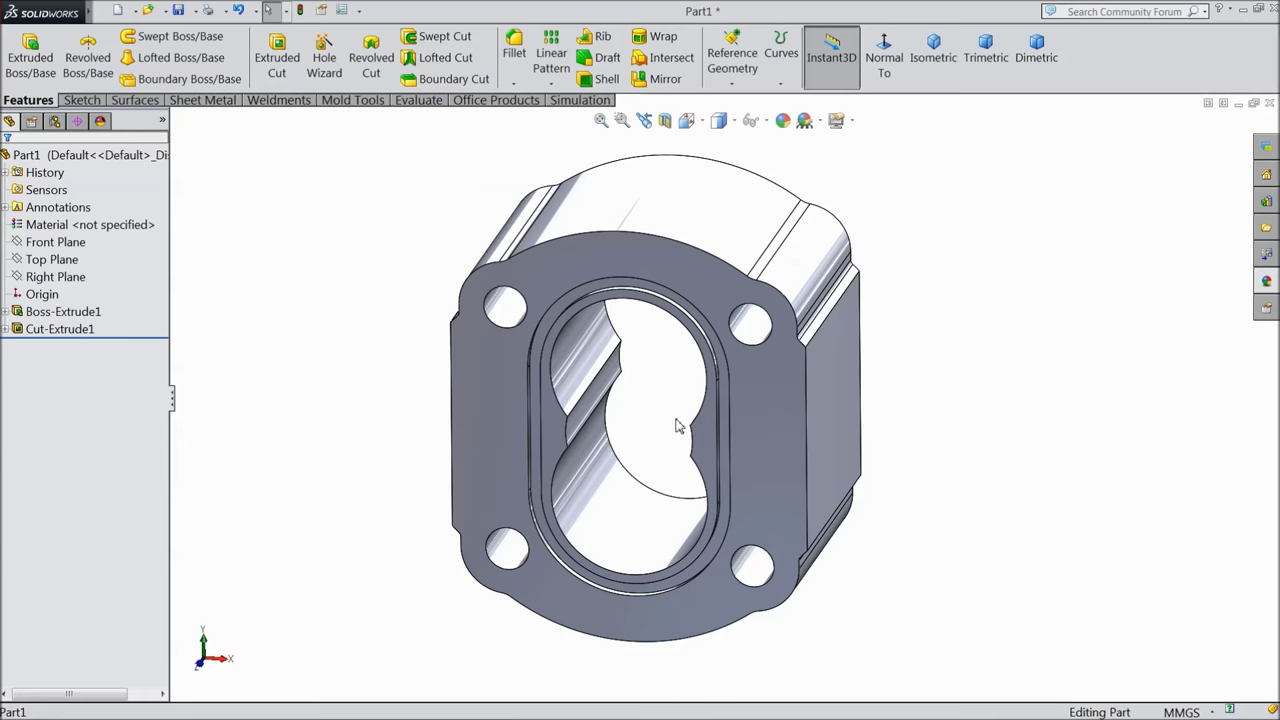 SOLIDWORKS
Part1 *
Search Community Forum
Extruded Boss/Base
Revolved Boss/Base
Swept Boss/Base
Lofted Boss/Base
Boundary Boss/Base
Extruded Cut
Hole Wizard
Revolved Cut
Swept Cut
Lofted Cut
Boundary Cut
Fillet
Linear Pattern
Rib
Draft
Shell
Wrap
Intersect
Mirror
Reference Geometry
Curves
Instant3D
Normal To
Isometric
Trimetric
Dimetric
Features
Sketch
Surfaces
Sheet Metal
Weldments
Mold Tools
Evaluate
Office Products
Simulation
Part1 (Default<<Default>_Di
History
Sensors
Annotations
Material <not specified>
Front Plane
Top Plane
Right Plane
Origin
Boss-Extrude1
Cut-Extrude1
Y
X
Z
Part1
Editing Part
MMGS